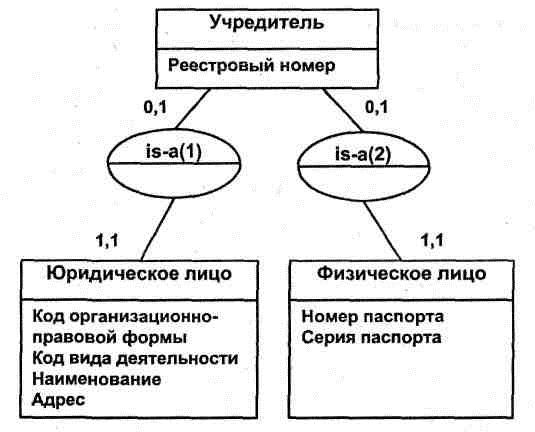 Учредитель
Реестровый номер
0,1
0,1
is-a(1)
is-a(2)
1,1
1,1
Юридическое лицо
Код организационно-
правовой формы
Код вида деятельности
Наименование
Адрес
Физическое лицо
Номер паспорта
Серия паспорта